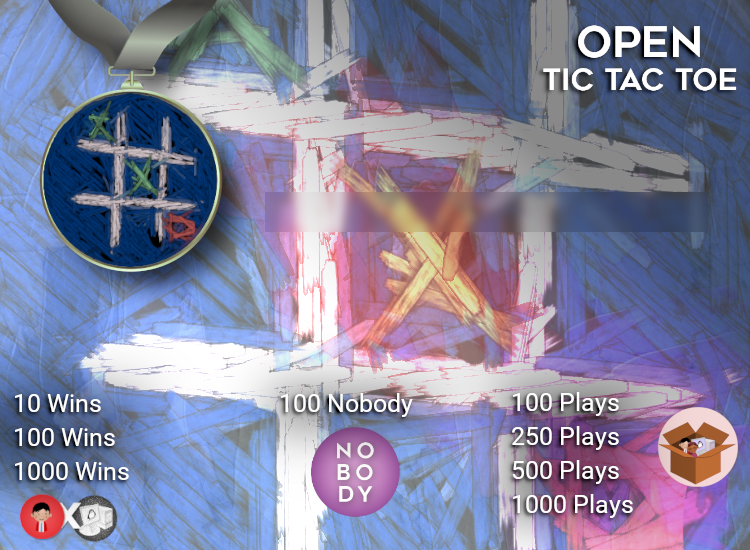 OPEN
TIC TAC TOE
10 Wins
100 Wins
1000 Wins
X
100 Nobody
NO
BO
DY
100 Plays
250 Plays
500 Plays
1000 Plays